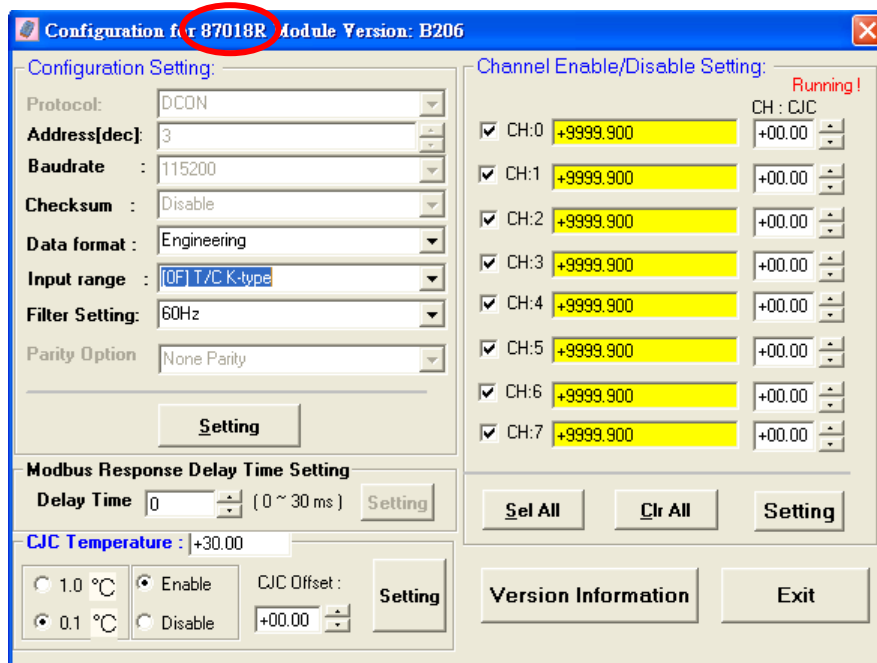 Configuration for 87018R Module Version: B206
Configuration Setting:
Protocol: DCON
Address[dec]: 3
Baudrate : 115200
Checksum : Disable
Data format : Engineering
Input range : [0F] T/C K-type
Filter Setting: 60Hz
Parity Option None Parity
Setting
Modbus Response Delay Time Setting
Delay Time 0 ( 0 ~ 30 ms ) Setting
CJC Temperature : +30.00
1.0 °C Enable CJC Offset :
0.1 °C Disable +00.00
Setting
Channel Enable/Disable Setting:
Running !
CH : CJC
CH:0 +9999.900 +00.00
CH:1 +9999.900 +00.00
CH:2 +9999.900 +00.00
CH:3 +9999.900 +00.00
CH:4 +9999.900 +00.00
CH:5 +9999.900 +00.00
CH:6 +9999.900 +00.00
CH:7 +9999.900 +00.00
Sel All Clr All Setting
Version Information Exit